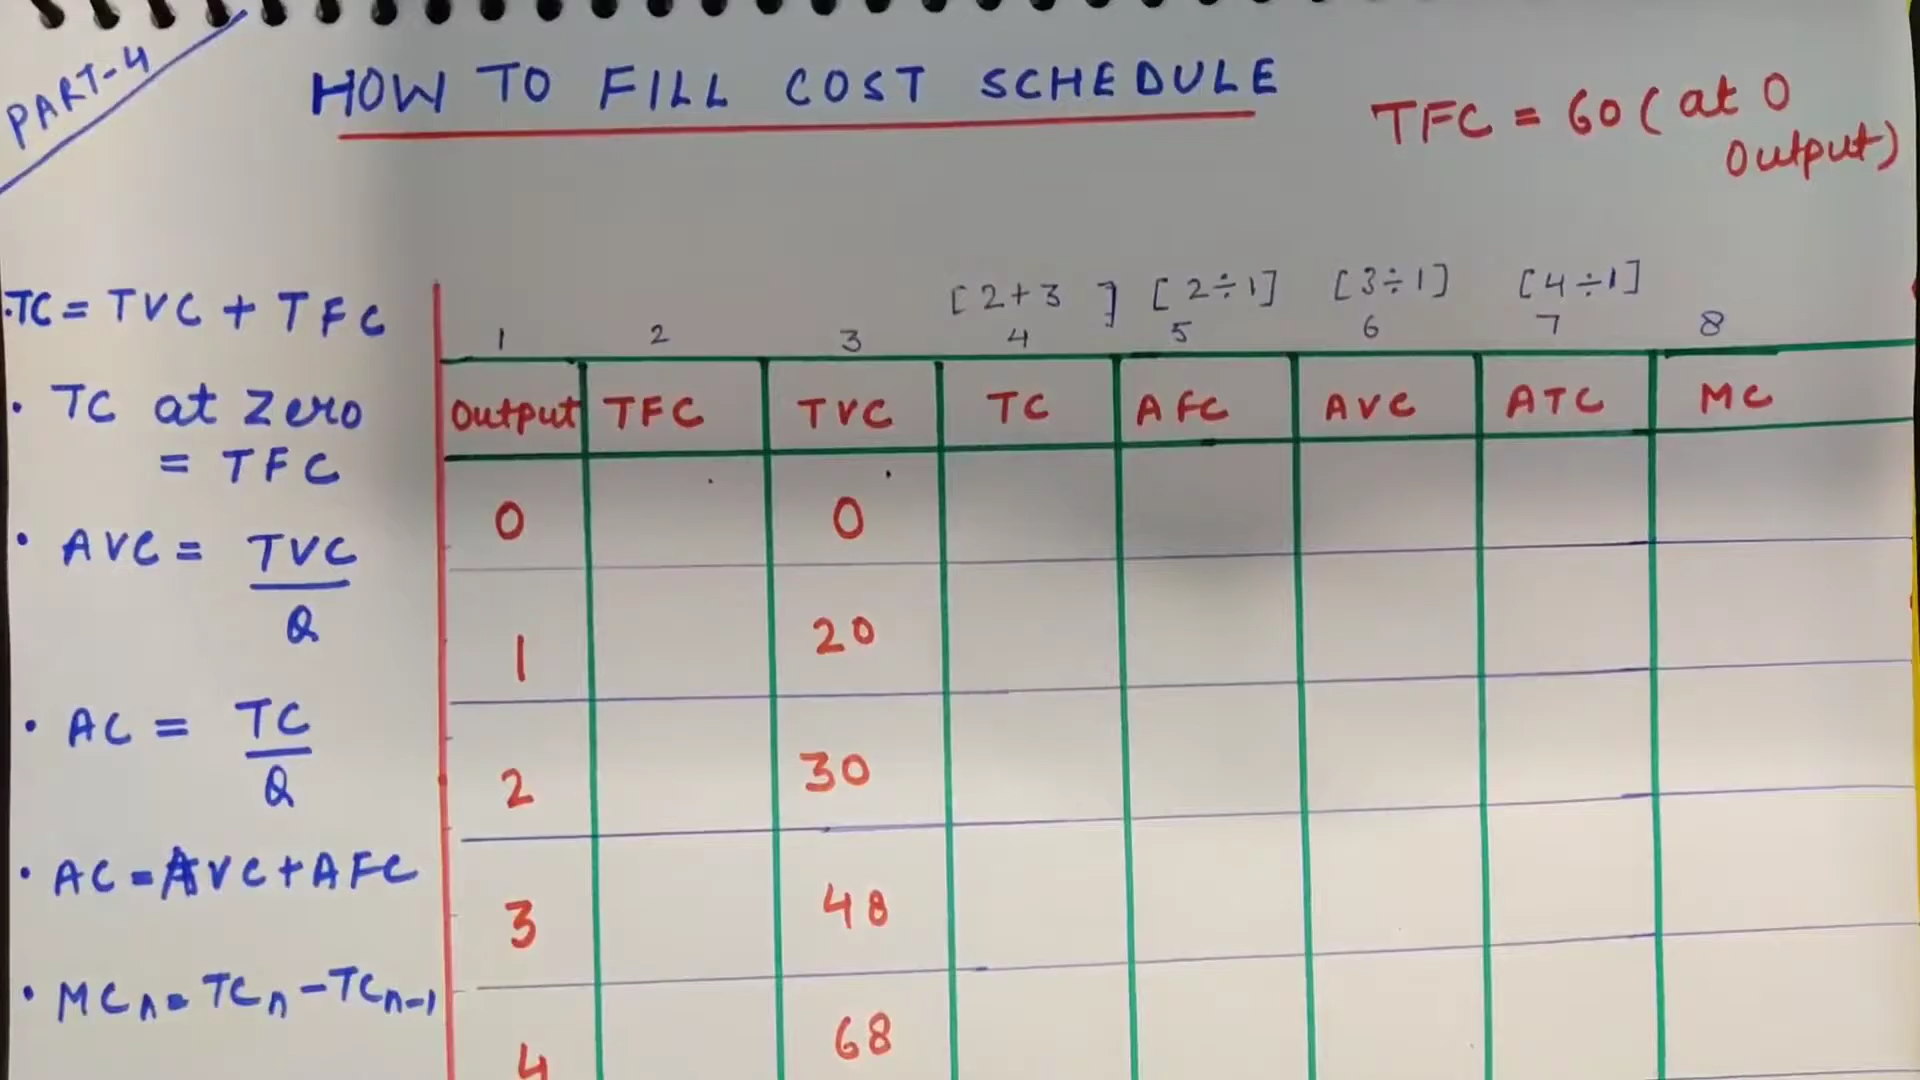 PART-4
HOW TO FILL COST SCHEDULE
TFC = 60 (at 0
Output)
TC = TVC + TFC
• TC at Zero
= TFC
• AVC = TVC
Q
• AC = TC
Q
• AC = AVC + AFC
• MCn = TCn - TCn-1
[2+3] [2÷1] [3÷1] [4÷1]
1 2 3 4 5 6 7 8
Output TFC TVC TC AFC AVC ATC MC
0 0
1 20
2 30
3 48
4 68